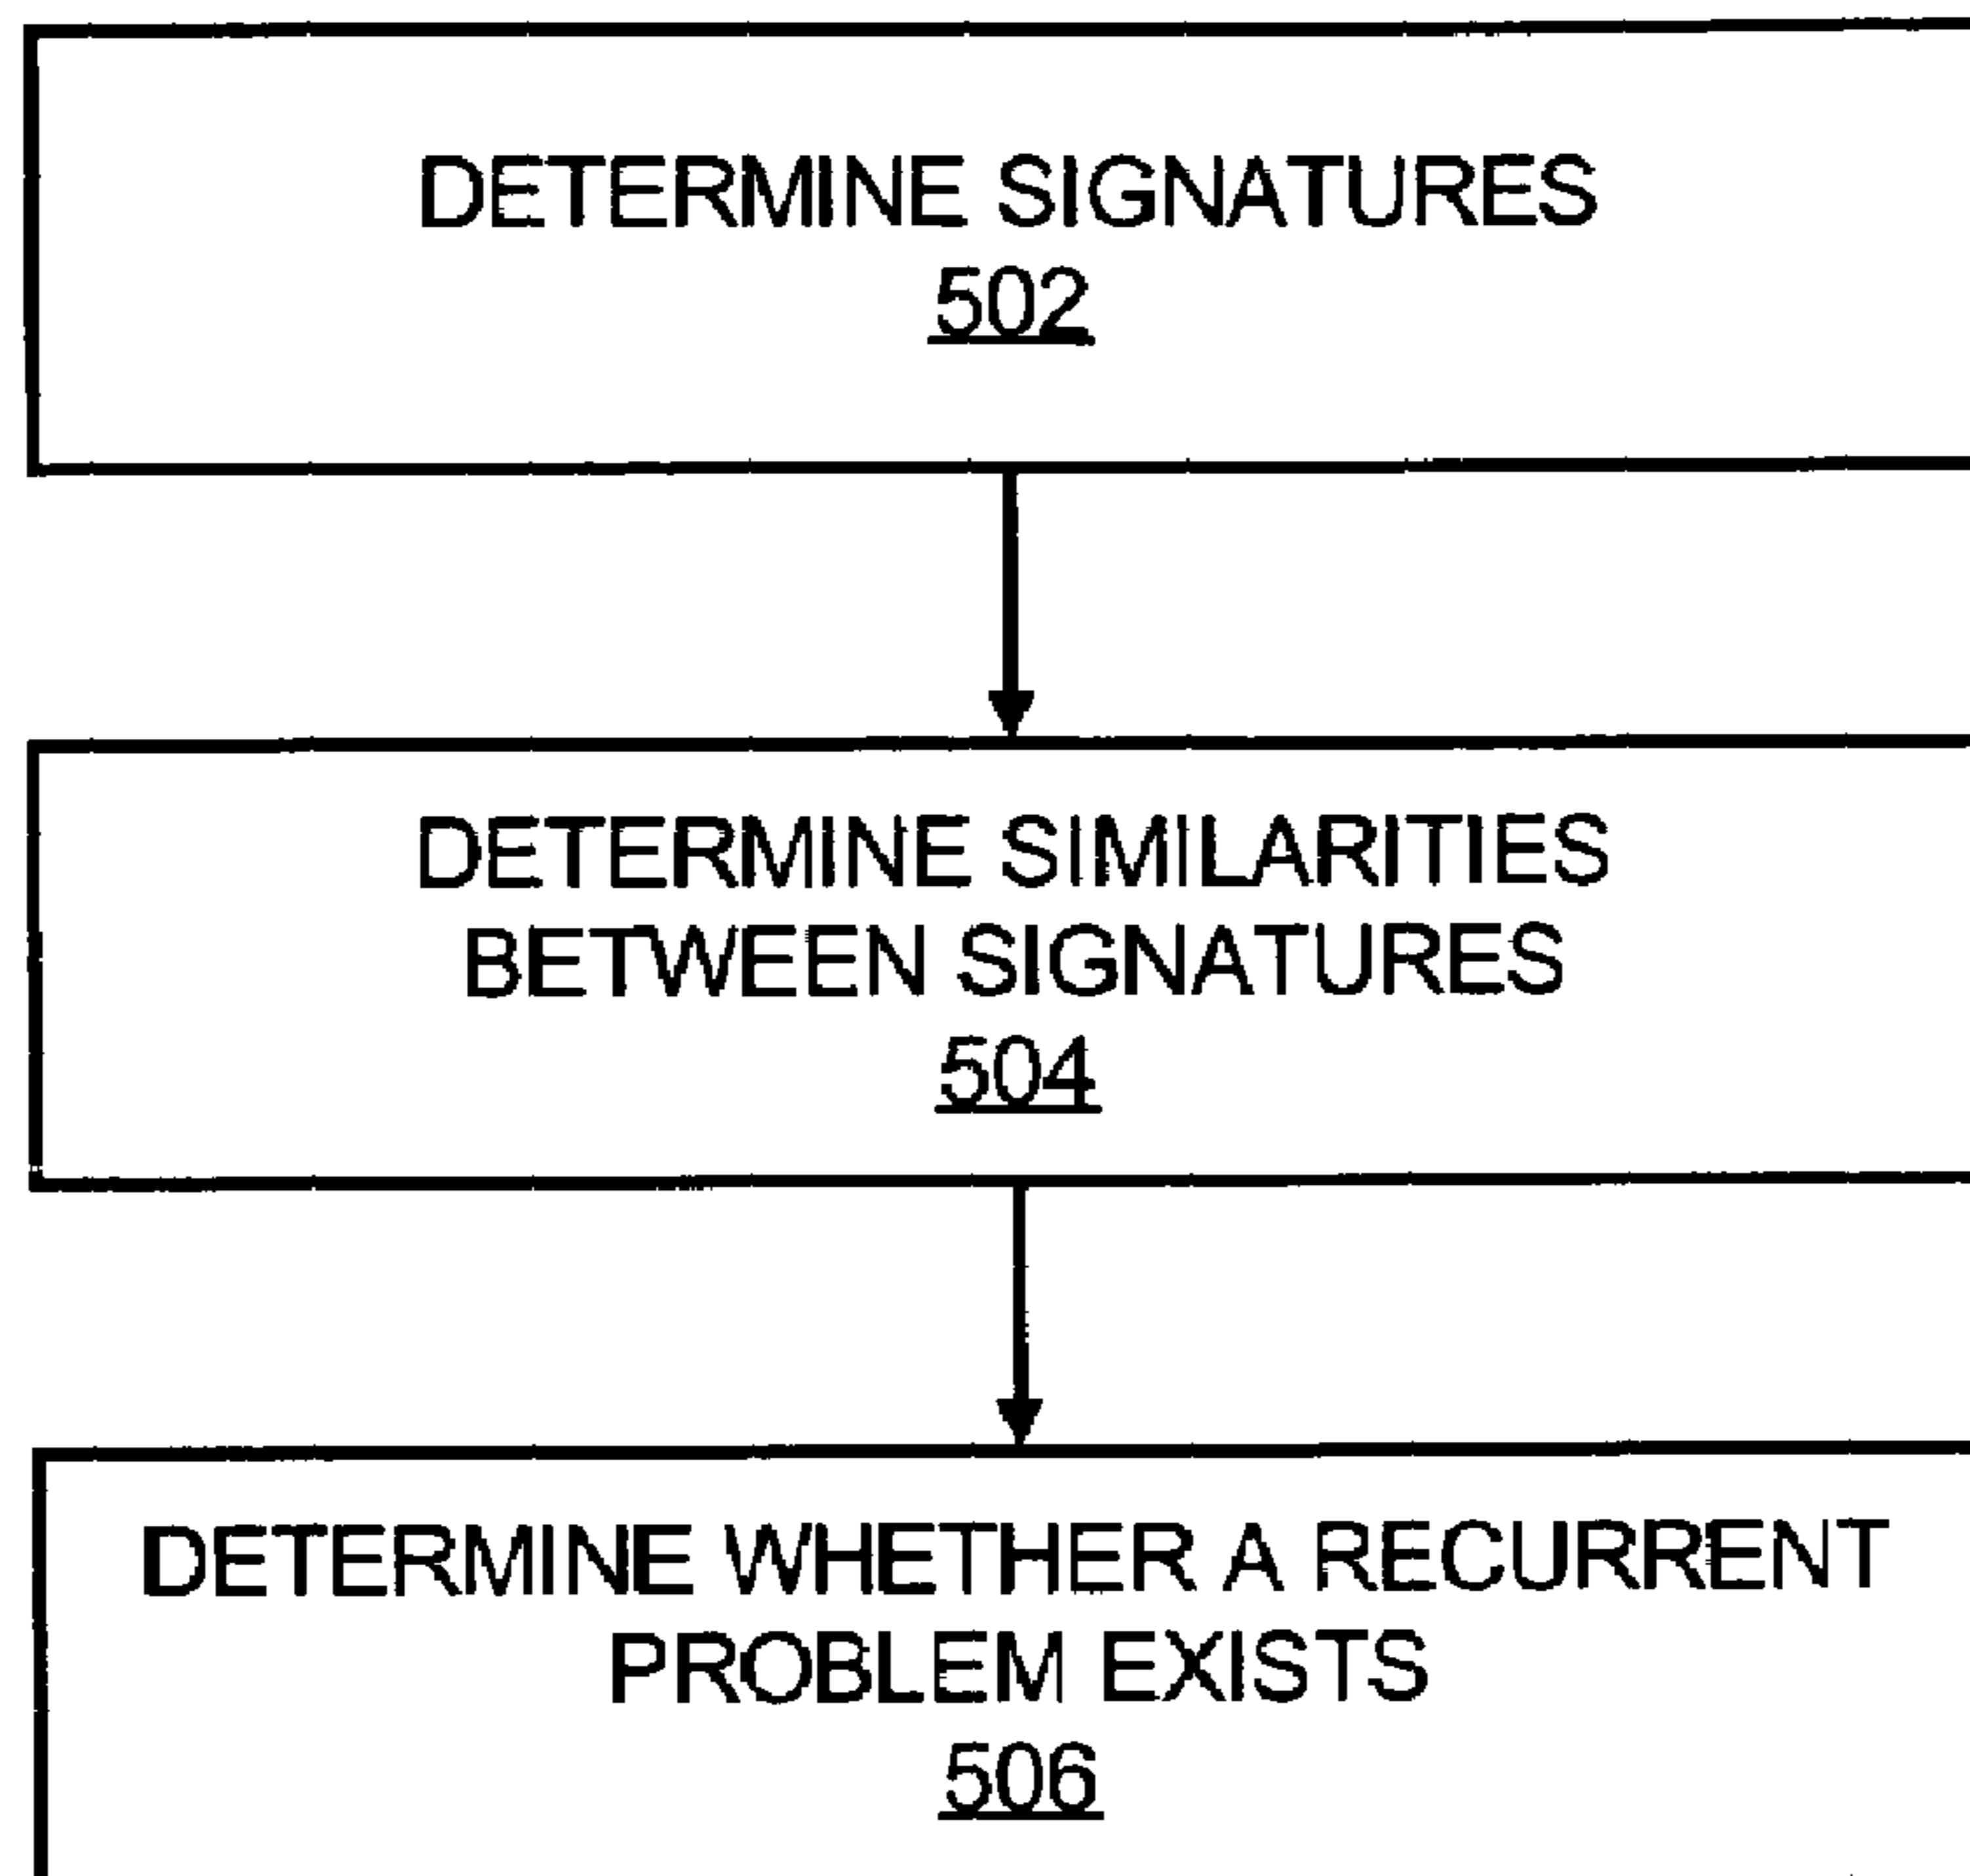 DETERMINE SIGNATURES
502
DETERMINE SIMILARITIES
BETWEEN SIGNATURES
504
DETERMINE WHETHER A RECURRENT
PROBLEM EXISTS
506